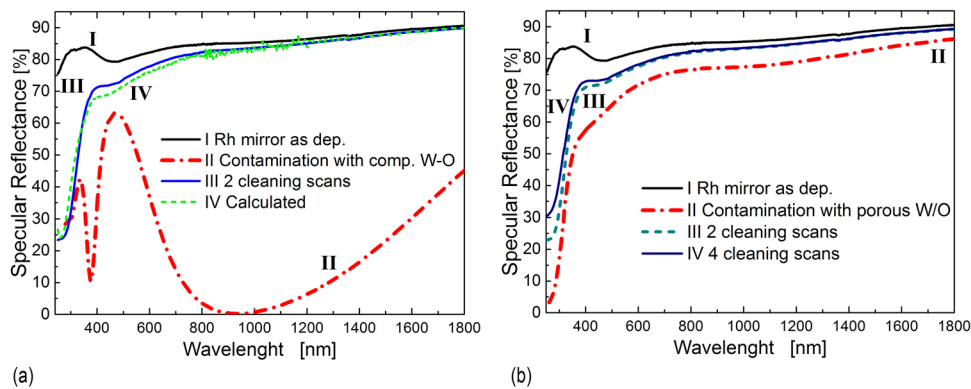 90
80
70
60
50
40
30
20
10
0
Specular Reflectance [%]
I
III
IV
II
I Rh mirror as dep.
II Contamination with comp. W-O
III 2 cleaning scans
IV Calculated
400 600 800 1000 1200 1400 1600 1800
Wavelenght [nm]
(a)
90
80
70
60
50
40
30
20
10
0
Specular Reflectance [%]
I
II
IV
III
I Rh mirror as dep.
II Contamination with porous W/O
III 2 cleaning scans
IV 4 cleaning scans
400 600 800 1000 1200 1400 1600 1800
Wavelenght [nm]
(b)